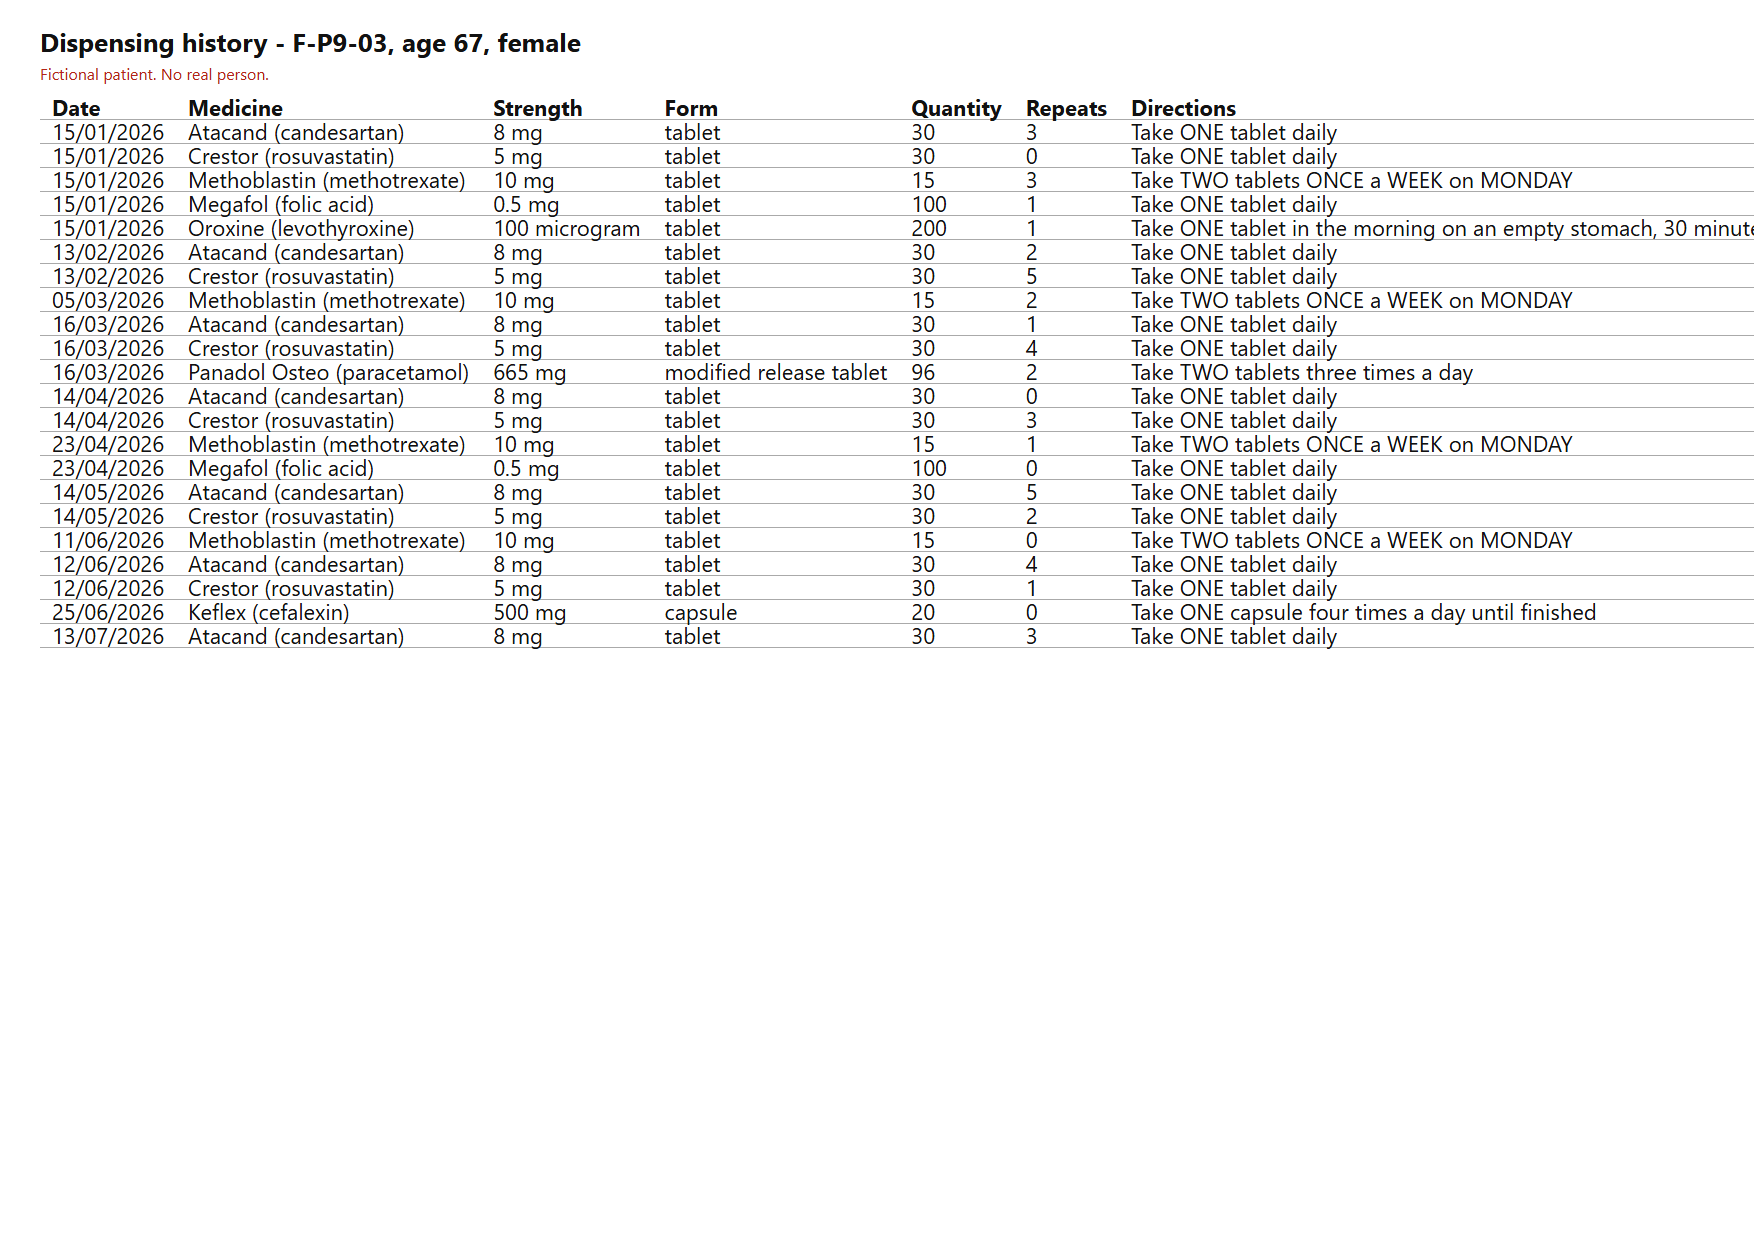 Dispensing history - F-P9-03, age 67, female
Fictional patient. No real person.
Date Medicine Strength Form Quantity Repeats Directions
15/01/2026 Atacand (candesartan) 8 mg tablet 30 3 Take ONE tablet daily
15/01/2026 Crestor (rosuvastatin) 5 mg tablet 30 0 Take ONE tablet daily
15/01/2026 Methoblastin (methotrexate) 10 mg tablet 15 3 Take TWO tablets ONCE a WEEK on MONDAY
15/01/2026 Megafol (folic acid) 0.5 mg tablet 100 1 Take ONE tablet daily
15/01/2026 Oroxine (levothyroxine) 100 microgram tablet 200 1 Take ONE tablet in the morning on an empty stomach, 30
13/02/2026 Atacand (candesartan) 8 mg tablet 30 2 Take ONE tablet daily
13/02/2026 Crestor (rosuvastatin) 5 mg tablet 30 5 Take ONE tablet daily
05/03/2026 Methoblastin (methotrexate) 10 mg tablet 15 2 Take TWO tablets ONCE a WEEK on MONDAY
16/03/2026 Atacand (candesartan) 8 mg tablet 30 1 Take ONE tablet daily
16/03/2026 Crestor (rosuvastatin) 5 mg tablet 30 4 Take ONE tablet daily
16/03/2026 Panadol Osteo (paracetamol) 665 mg modified release tablet 96 2 Take TWO tablets three times a day
14/04/2026 Atacand (candesartan) 8 mg tablet 30 0 Take ONE tablet daily
14/04/2026 Crestor (rosuvastatin) 5 mg tablet 30 3 Take ONE tablet daily
23/04/2026 Methoblastin (methotrexate) 10 mg tablet 15 1 Take TWO tablets ONCE a WEEK on MONDAY
23/04/2026 Megafol (folic acid) 0.5 mg tablet 100 0 Take ONE tablet daily
14/05/2026 Atacand (candesartan) 8 mg tablet 30 5 Take ONE tablet daily
14/05/2026 Crestor (rosuvastatin) 5 mg tablet 30 2 Take ONE tablet daily
11/06/2026 Methoblastin (methotrexate) 10 mg tablet 15 0 Take TWO tablets ONCE a WEEK on MONDAY
12/06/2026 Atacand (candesartan) 8 mg tablet 30 4 Take ONE tablet daily
12/06/2026 Crestor (rosuvastatin) 5 mg tablet 30 1 Take ONE tablet daily
25/06/2026 Keflex (cefalexin) 500 mg capsule 20 0 Take ONE capsule four times a day until finished
13/07/2026 Atacand (candesartan) 8 mg tablet 30 3 Take ONE tablet daily